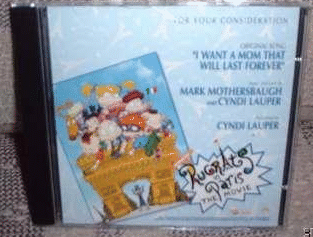 FOR YOUR CONSIDERATION
ORIGINAL SONG
"I WANT A MOM THAT
WILL LAST FOREVER"
MARK MOTHERSBAUGH
AND CYNDI LAUPER
CYNDI LAUPER
RUGRATS
IN PARIS
THE MOVIE